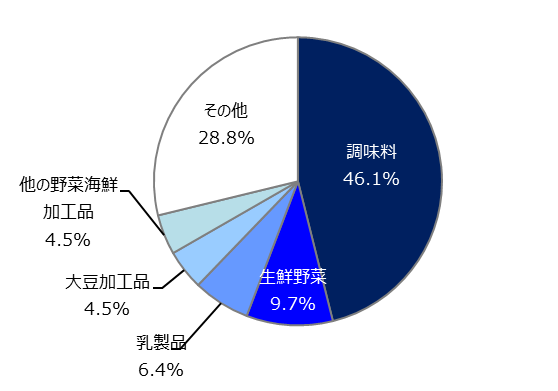 調味料
46.1%
生鮮野菜
9.7%
乳製品
6.4%
大豆加工品
4.5%
他の野菜海鮮
加工品
4.5%
その他
28.8%